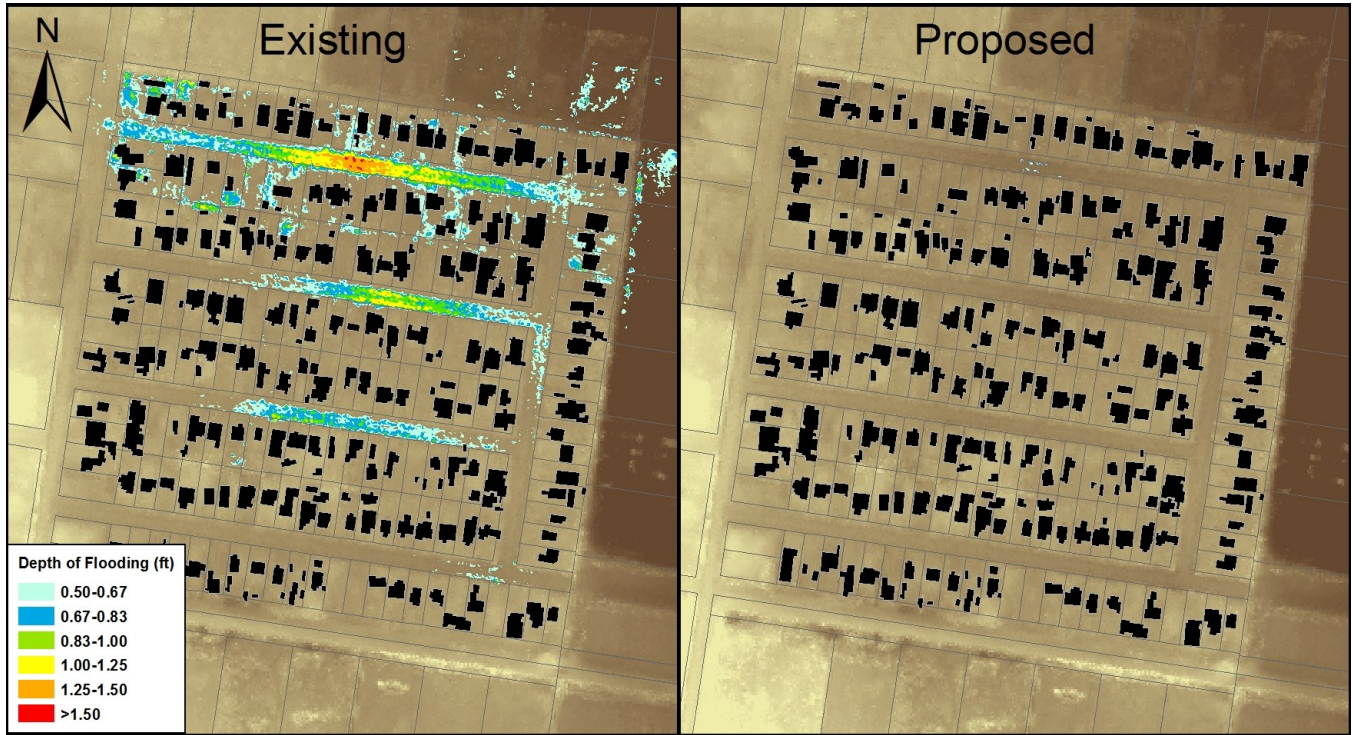 Existing
Proposed
N
Depth of Flooding (ft)
0.50-0.67
0.67-0.83
0.83-1.00
1.00-1.25
1.25-1.50
>1.50